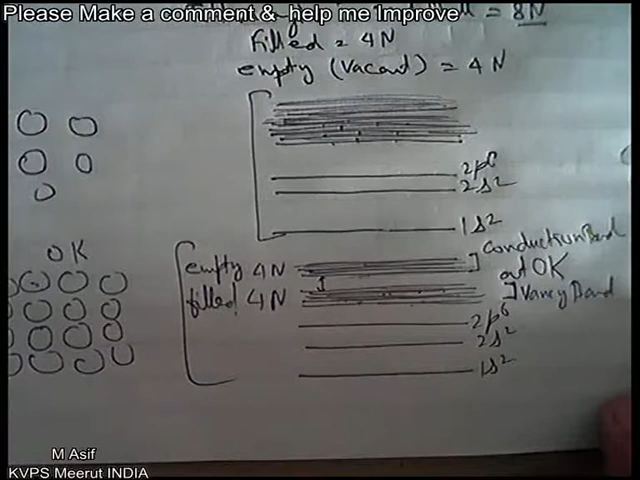 Please Make a comment & help me Improve
= 8N
Filled = 4N
empty (Vacant) = 4N
2p6
2s2
1s2
0K
empty 4N
Conduction Band
at 0K
filled 4N
Band
2p6
2s2
1s2
M Asif
KVPS Meerut INDIA